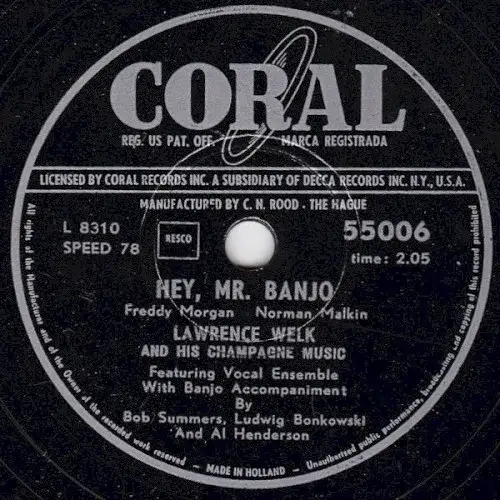 CORAL
REG. US PAT. OFF. MARCA REGISTRADA
LICENSED BY CORAL RECORDS INC. A SUBSIDIARY OF DECCA RECORDS INC. N.Y., U.S.A.
MANUFACTURED BY C. N. ROOD - THE HAGUE
L 8310
SPEED 78
RESCO
55006
time: 2.05
HEY, MR. BANJO
Freddy Morgan Norman Malkin
LAWRENCE WELK
AND HIS CHAMPAGNE MUSIC
Featuring Vocal Ensemble
With Banjo Accompaniment
By
Bob Summers, Ludwig Bonkowski
And Al Henderson
All rights of the Manufacturers and of the Owner of the recorded work reserved - MADE IN HOLLAND - Unauthorised public performance, broadcasting and copying of this record prohibited